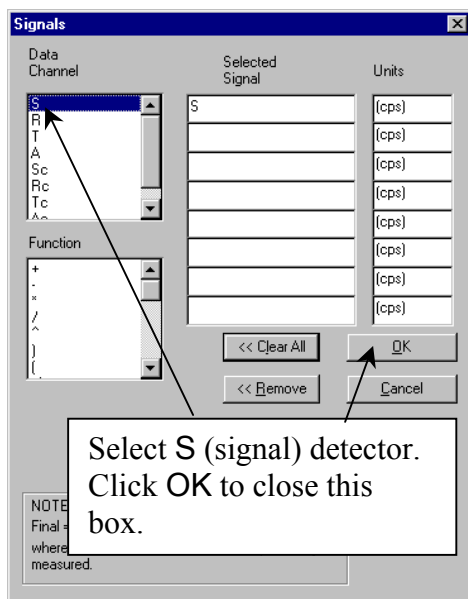 Signals
Data
Channel
Selected
Signal
Units
S
R
T
A
Sc
Rc
Tc
S
(cps)
(cps)
(cps)
(cps)
(cps)
(cps)
(cps)
(cps)
Function
+
-
*
/
^
)
(
<< Clear All
OK
<< Remove
Cancel
Select S (signal) detector.
Click OK to close this
box.
NOTE
Final =
where
measured.